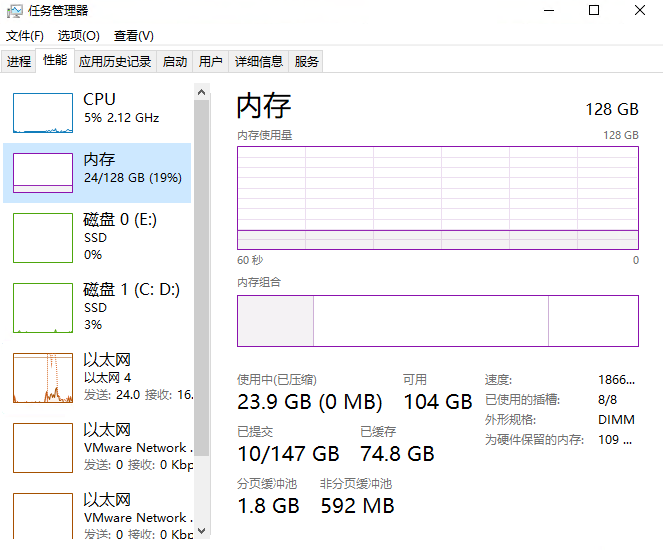 任务管理器
文件(F) 选项(O) 查看(V)
进程 性能 应用历史记录 启动 用户 详细信息 服务
CPU
5% 2.12 GHz
内存
24/128 GB (19%)
磁盘 0 (E:)
SSD
0%
磁盘 1 (C: D:)
SSD
3%
以太网
以太网 4
发送: 24.0 接收: 16.
以太网
VMware Network .
发送: 0 接收: 0 Kbp
以太网
VMware Network .
发送: 0 接收: 0 Kbp
内存 128 GB
内存使用量 128 GB
60 秒 0
内存组合
使用中(已压缩) 可用
23.9 GB (0 MB) 104 GB
已提交 已缓存
10/147 GB 74.8 GB
分页缓冲池 非分页缓冲池
1.8 GB 592 MB
速度: 1866...
已使用的插槽: 8/8
外形规格: DIMM
为硬件保留的内存: 109 ...